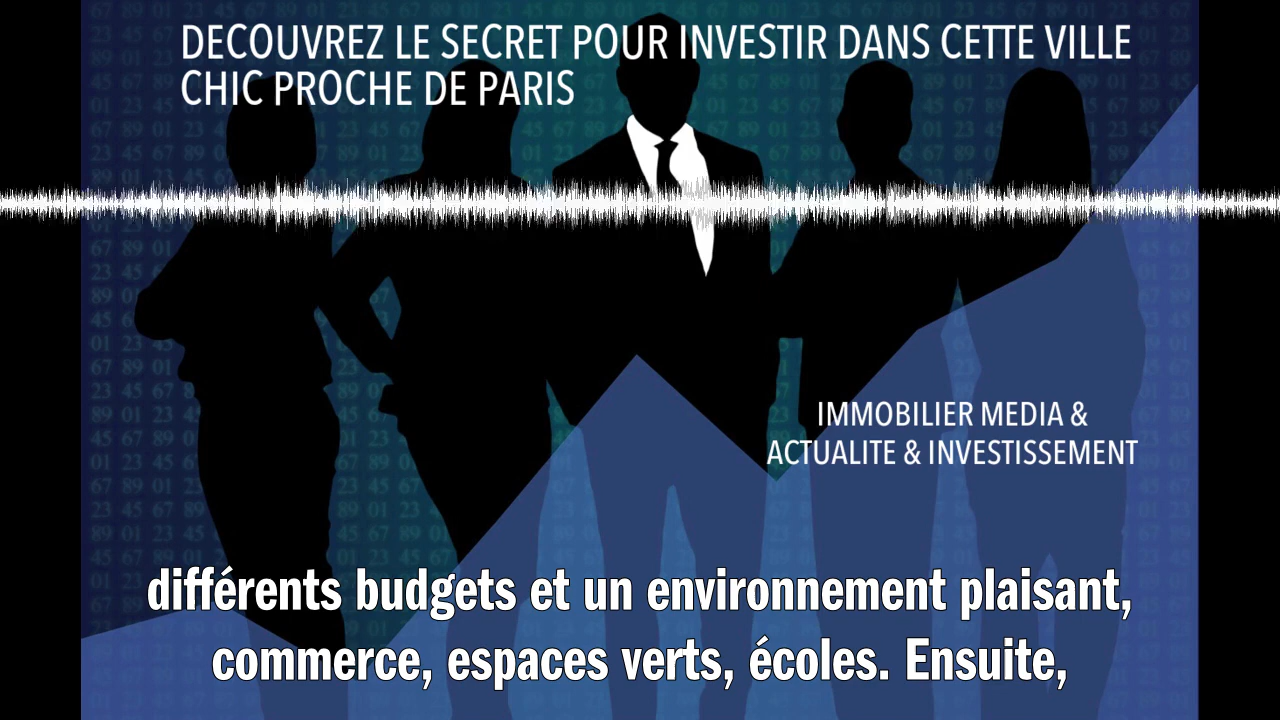 DECOUVREZ LE SECRET POUR INVESTIR DANS CETTE VILLE
CHIC PROCHE DE PARIS
IMMOBILIER MEDIA &
ACTUALITE & INVESTISSEMENT
différents budgets et un environnement plaisant,
commerce, espaces verts, écoles. Ensuite,